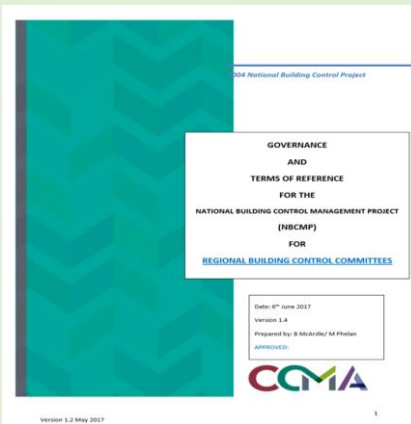 D04 National Building Control Project
GOVERNANCE
AND
TERMS OF REFERENCE
FOR THE
NATIONAL BUILDING CONTROL MANAGEMENT PROJECT
(NBCMP)
FOR
REGIONAL BUILDING CONTROL COMMITTEES
Date: 6th June 2017
Version 1.4
Prepared by: B McArdle/ M Phelan
APPROVED:
CCMA
Version 1.2 May 2017
1